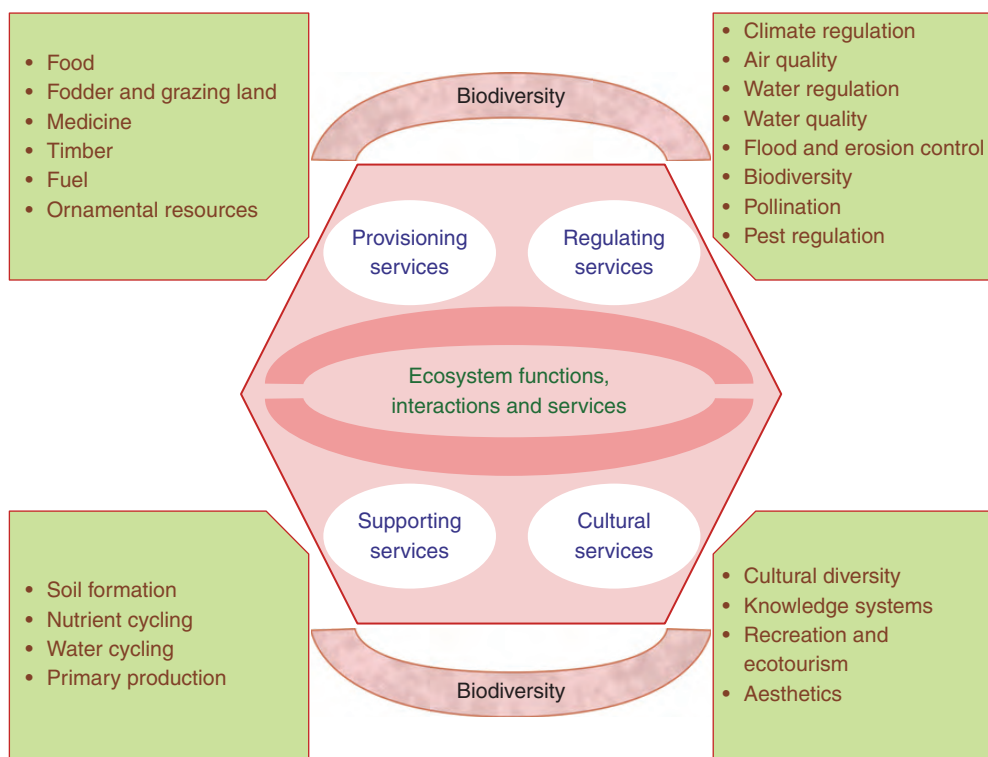 • Food
• Fodder and grazing land
• Medicine
• Timber
• Fuel
• Ornamental resources
Biodiversity
• Climate regulation
• Air quality
• Water regulation
• Water quality
• Flood and erosion control
• Biodiversity
• Pollination
• Pest regulation
Provisioning
services
Regulating
services
Ecosystem functions,
interactions and services
Supporting
services
Cultural
services
• Soil formation
• Nutrient cycling
• Water cycling
• Primary production
Biodiversity
• Cultural diversity
• Knowledge systems
• Recreation and
ecotourism
• Aesthetics